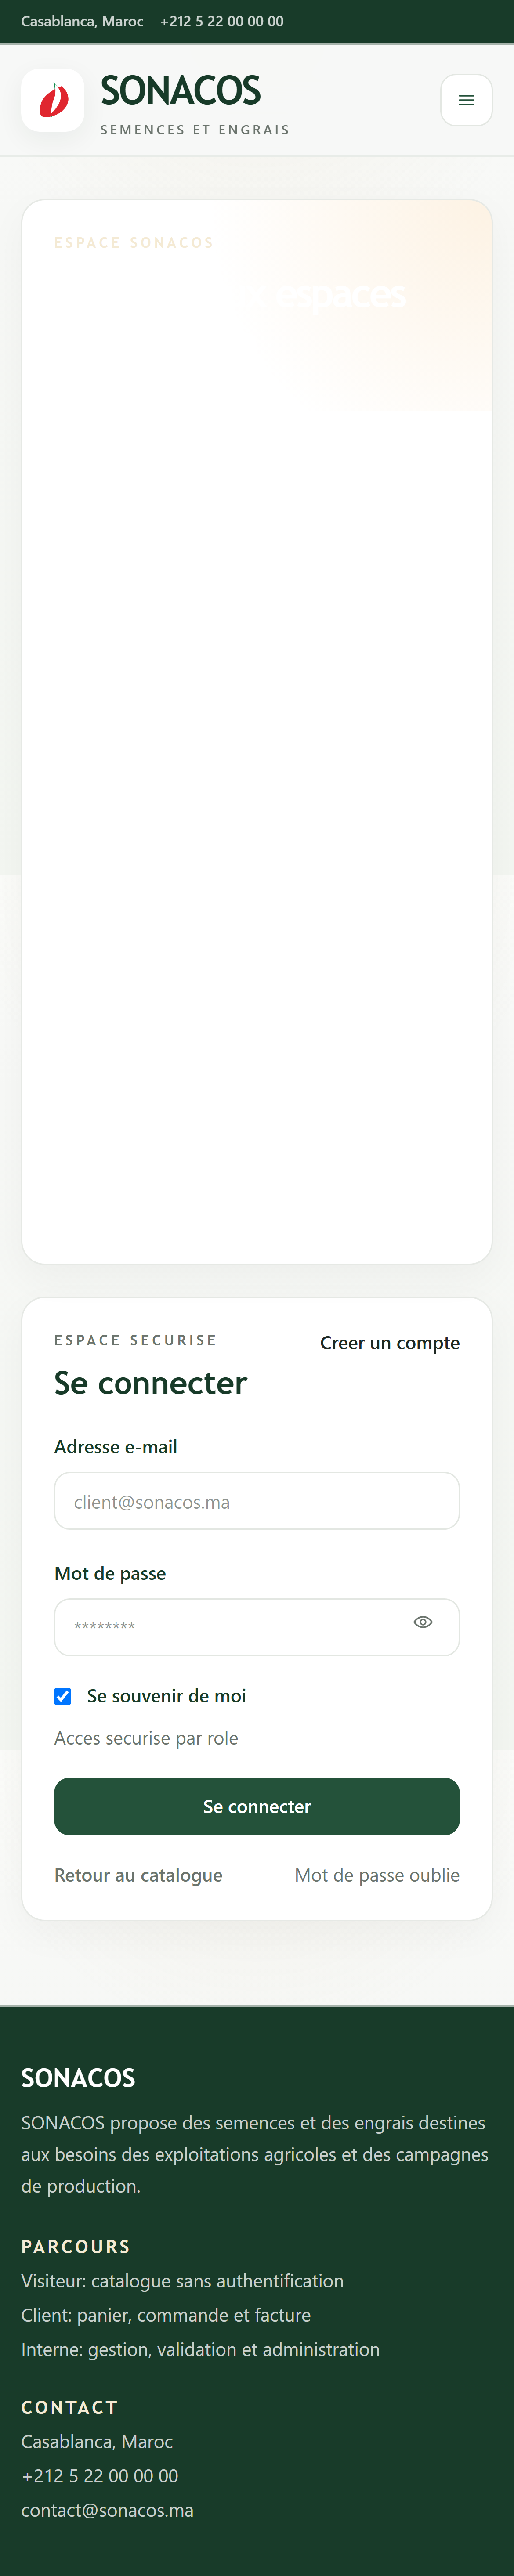 Casablanca, Maroc +212 5 22 00 00 00
SONACOS
SEMENCES ET ENGRAIS
ESPACE SONACOS
espaces
ESPACE SECURISE
Creer un compte
Se connecter
Adresse e-mail
client@sonacos.ma
Mot de passe
********
Se souvenir de moi
Acces securise par role
Se connecter
Retour au catalogue
Mot de passe oublie
SONACOS
SONACOS propose des semences et des engrais destines
aux besoins des exploitations agricoles et des campagnes
de production.
PARCOURS
Visiteur: catalogue sans authentification
Client: panier, commande et facture
Interne: gestion, validation et administration
CONTACT
Casablanca, Maroc
+212 5 22 00 00 00
contact@sonacos.ma